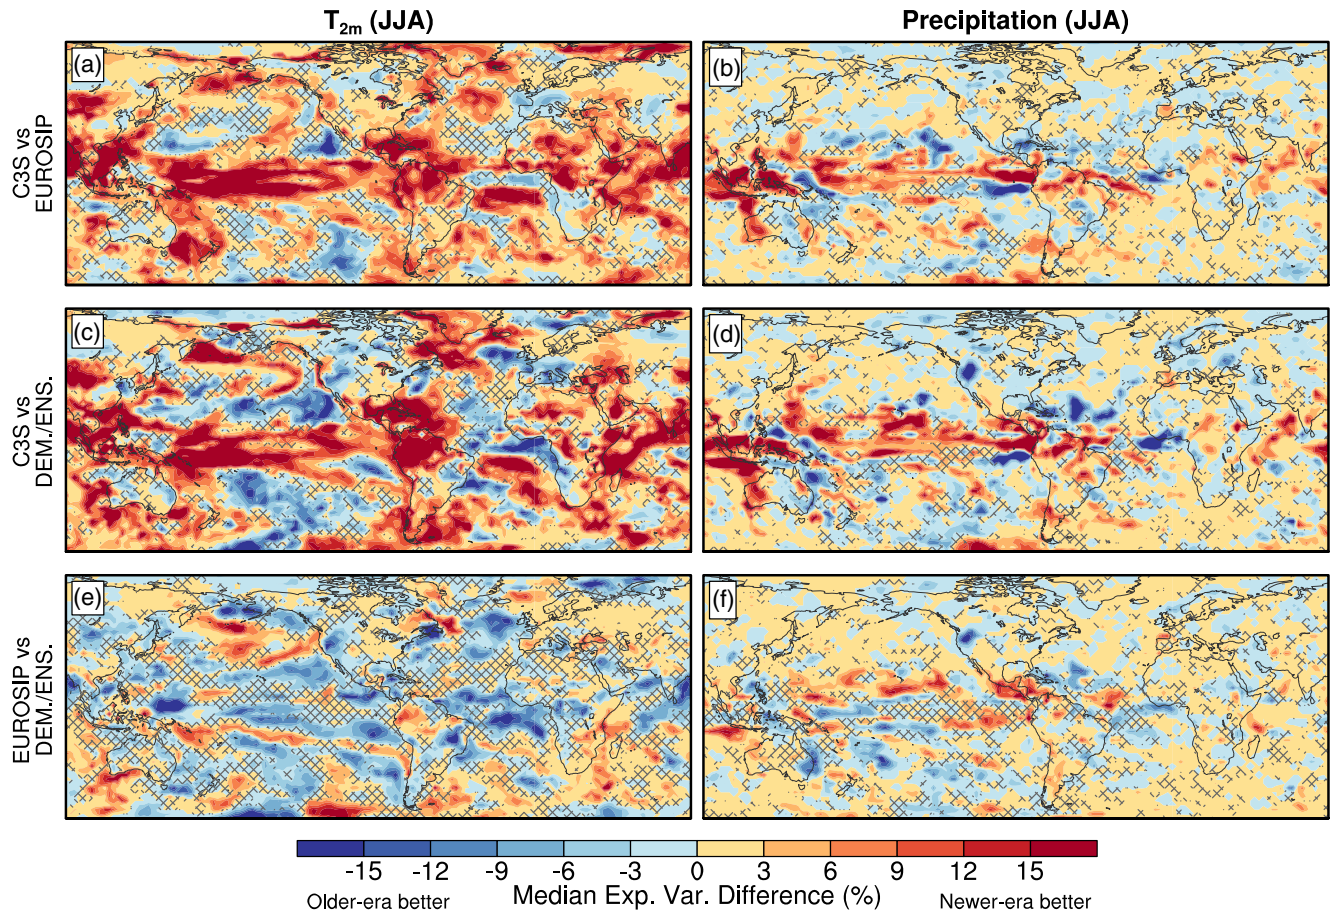 T2m (JJA)
Precipitation (JJA)
C3S vs
EUROSIP
(a)
(b)
C3S vs
DEM./ENS.
(c)
(d)
EUROSIP vs
DEM./ENS.
(e)
(f)
-15 -12 -9 -6 -3 0 3 6 9 12 15
Older-era better Median Exp. Var. Difference (%) Newer-era better